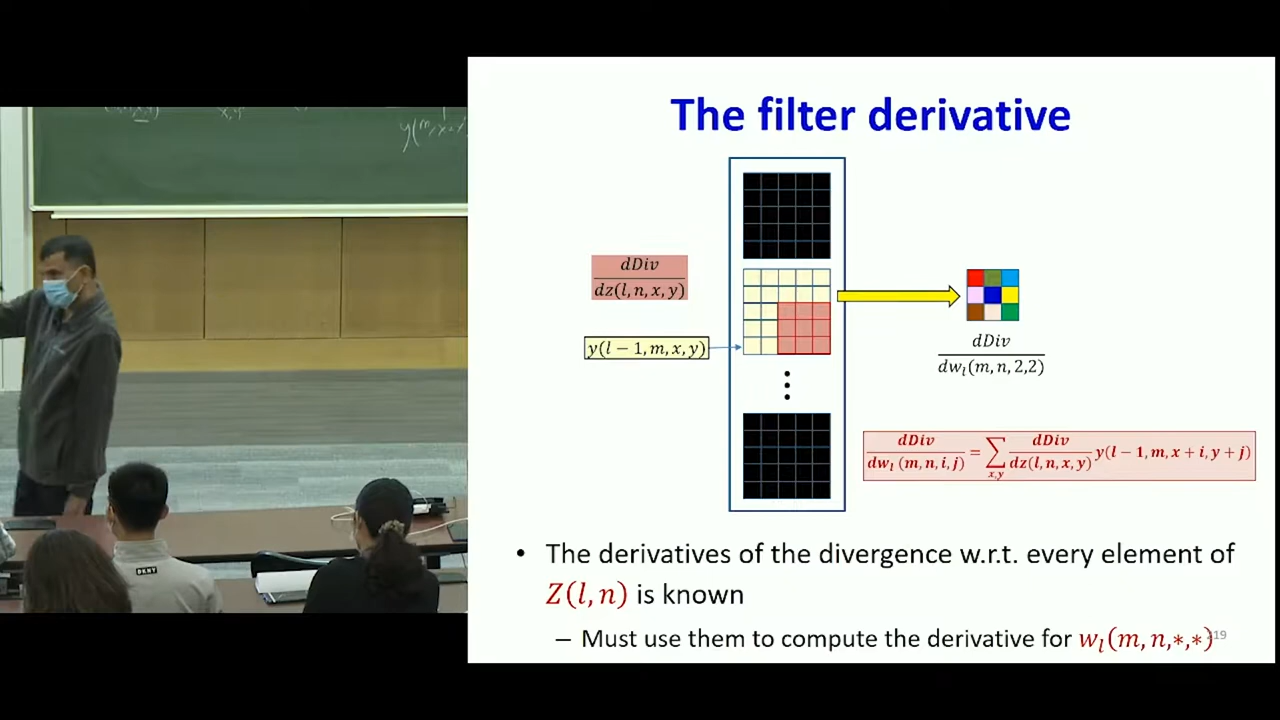 The filter derivative
dDiv
dz(l, n, x, y)
y(l − 1, m, x, y)
dDiv
dw_l(m, n, 2,2)
dDiv/dw_l (m, n, i, j) = ∑_{x,y} dDiv/dz(l, n, x, y) y(l − 1, m, x + i, y + j)
• The derivatives of the divergence w.r.t. every element of
Z(l, n) is known
– Must use them to compute the derivative for w_l(m, n,∗,∗)
DKNY